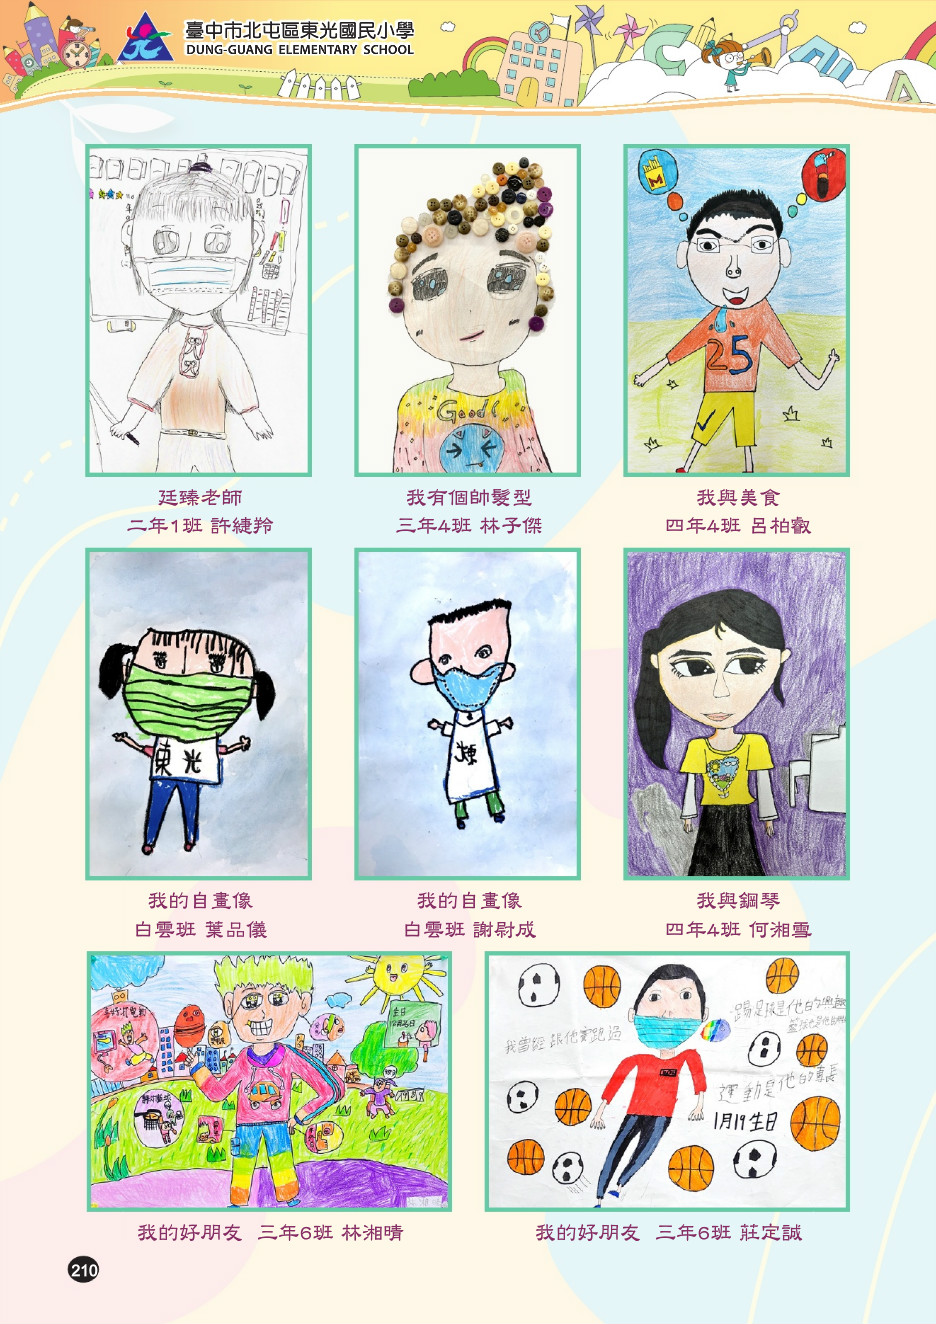 臺中市北屯區東光國民小學
DUNG-GUANG ELEMENTARY SCHOOL
M
Good!
25
廷臻老師
二年1班 許緁羚
我有個帥髮型
三年4班 林子傑
我與美食
四年4班 呂柏叡
東光
我的自畫像
白雲班 葉品儀
我的自畫像
白雲班 謝尉成
我與鋼琴
四年4班 何湘雪
生日
踢足球是他的興趣
我曾經跟他賽跑過
運動是他的專長
1月19生日
我的好朋友 三年6班 林湘晴
我的好朋友 三年6班 莊定誠
210